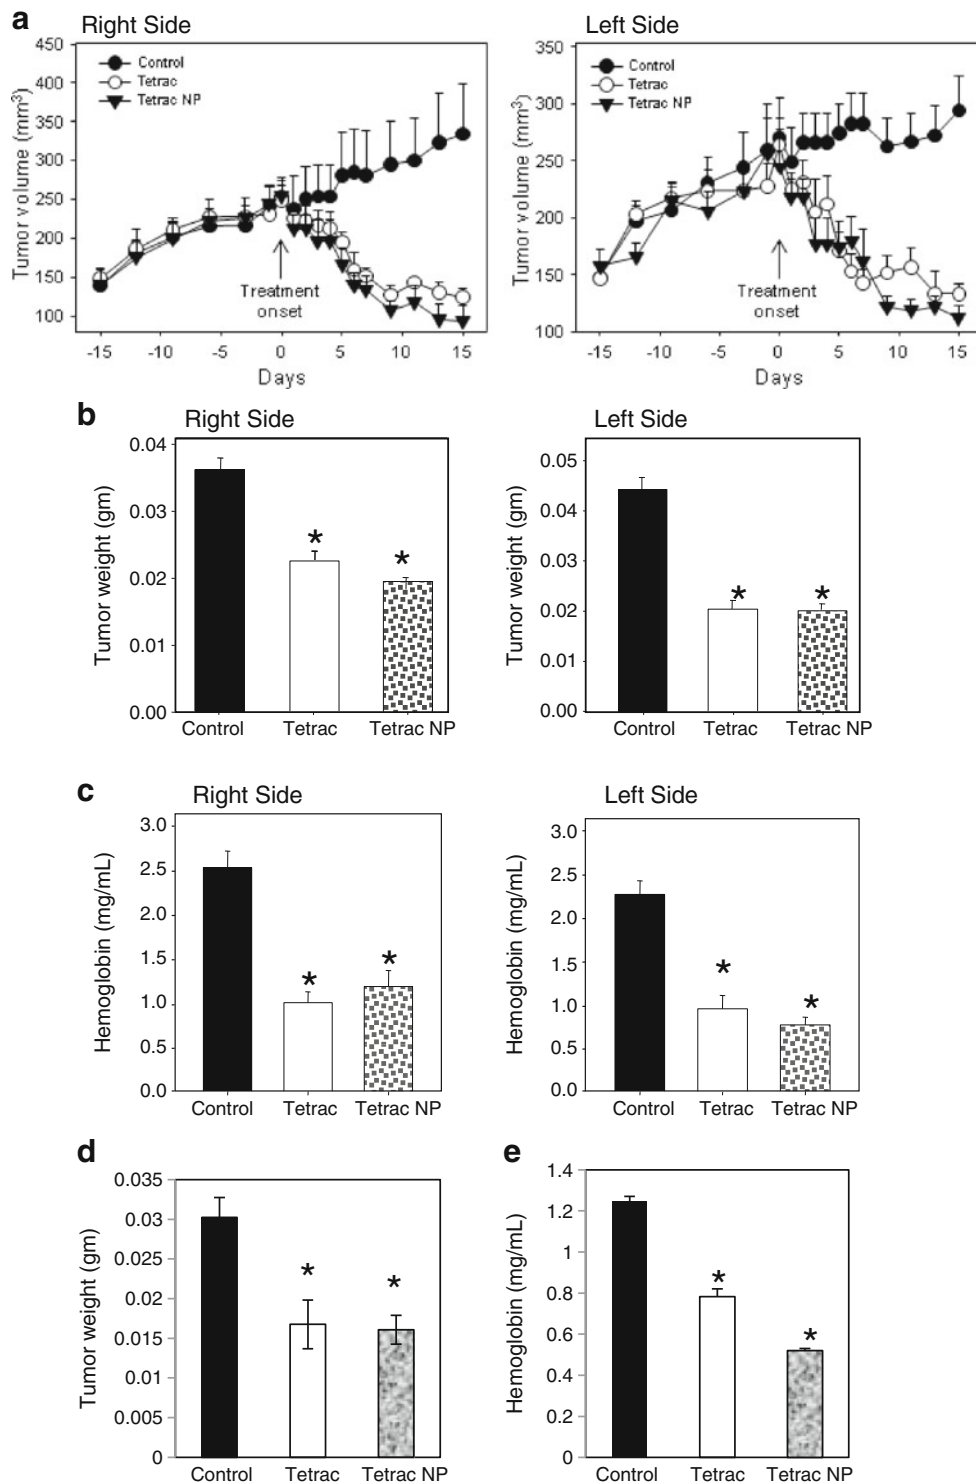 a
Right Side
Left Side
450
400
350
300
250
200
150
100
Tumor volume (mm³)
Control
Tetrac
Tetrac NP
Treatment
onset
-15 -10 -5 0 5 10 15
Days
350
300
250
200
150
100
Tumor volume (mm³)
Control
Tetrac
Tetrac NP
Treatment
onset
-15 -10 -5 0 5 10 15
Days
b
Right Side
Left Side
0.04
0.03
0.02
0.01
0.00
Tumor weight (gm)
* *
Control Tetrac Tetrac NP
0.05
0.04
0.03
0.02
0.01
0.00
Tumor weight (gm)
* *
Control Tetrac Tetrac NP
c
Right Side
Left Side
3.0
2.5
2.0
1.5
1.0
0.5
0.0
Hemoglobin (mg/mL)
* *
Control Tetrac Tetrac NP
3.0
2.5
2.0
1.5
1.0
0.5
0.0
Hemoglobin (mg/mL)
* *
Control Tetrac Tetrac NP
d
0.035
0.03
0.025
0.02
0.015
0.01
0.005
0
Tumor weight (gm)
* *
Control Tetrac Tetrac NP
e
1.4
1.2
1
0.8
0.6
0.4
0.2
0
Hemoglobin (mg/mL)
* *
Control Tetrac Tetrac NP